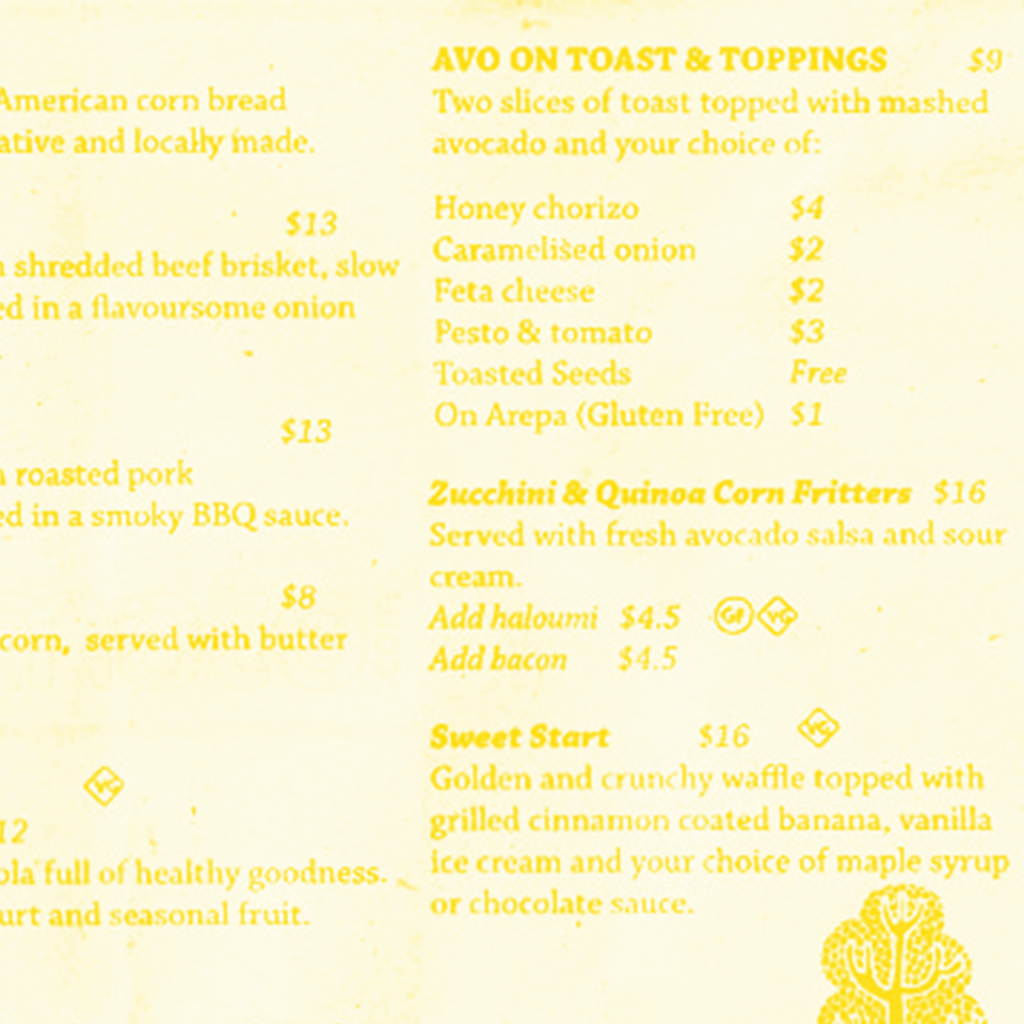 American corn bread
ative and locally made.
$13
shredded beef brisket, slow
ed in a flavoursome onion
$13
roasted pork
ed in a smoky BBQ sauce.
$8
corn, served with butter
VG
12
ola full of healthy goodness.
urt and seasonal fruit.
AVO ON TOAST & TOPPINGS $9
Two slices of toast topped with mashed
avocado and your choice of:
Honey chorizo $4
Caramelised onion $2
Feta cheese $2
Pesto & tomato $3
Toasted Seeds Free
On Arepa (Gluten Free) $1
Zucchini & Quinoa Corn Fritters $16
Served with fresh avocado salsa and sour
cream.
Add haloumi $4.5 GF VG
Add bacon $4.5
Sweet Start $16 VG
Golden and crunchy waffle topped with
grilled cinnamon coated banana, vanilla
ice cream and your choice of maple syrup
or chocolate sauce.